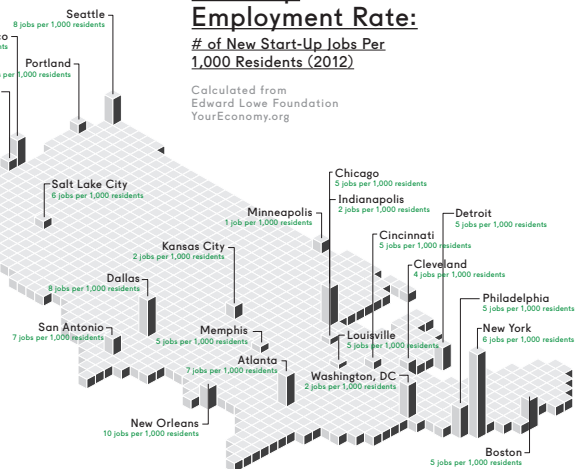 Employment Rate:
# of New Start-Up Jobs Per
1,000 Residents (2012)
Calculated from
Edward Lowe Foundation
YourEconomy.org
Seattle
8 jobs per 1,000 residents
Portland
per 1,000 residents
Salt Lake City
6 jobs per 1,000 residents
Chicago
5 jobs per 1,000 residents
Indianapolis
2 jobs per 1,000 residents
Minneapolis
1 job per 1,000 residents
Detroit
5 jobs per 1,000 residents
Cincinnati
5 jobs per 1,000 residents
Kansas City
2 jobs per 1,000 residents
Cleveland
4 jobs per 1,000 residents
Dallas
8 jobs per 1,000 residents
Philadelphia
5 jobs per 1,000 residents
San Antonio
7 jobs per 1,000 residents
Memphis
5 jobs per 1,000 residents
Louisville
5 jobs per 1,000 residents
New York
6 jobs per 1,000 residents
Atlanta
7 jobs per 1,000 residents
Washington, DC
2 jobs per 1,000 residents
New Orleans
10 jobs per 1,000 residents
Boston
5 jobs per 1,000 residents